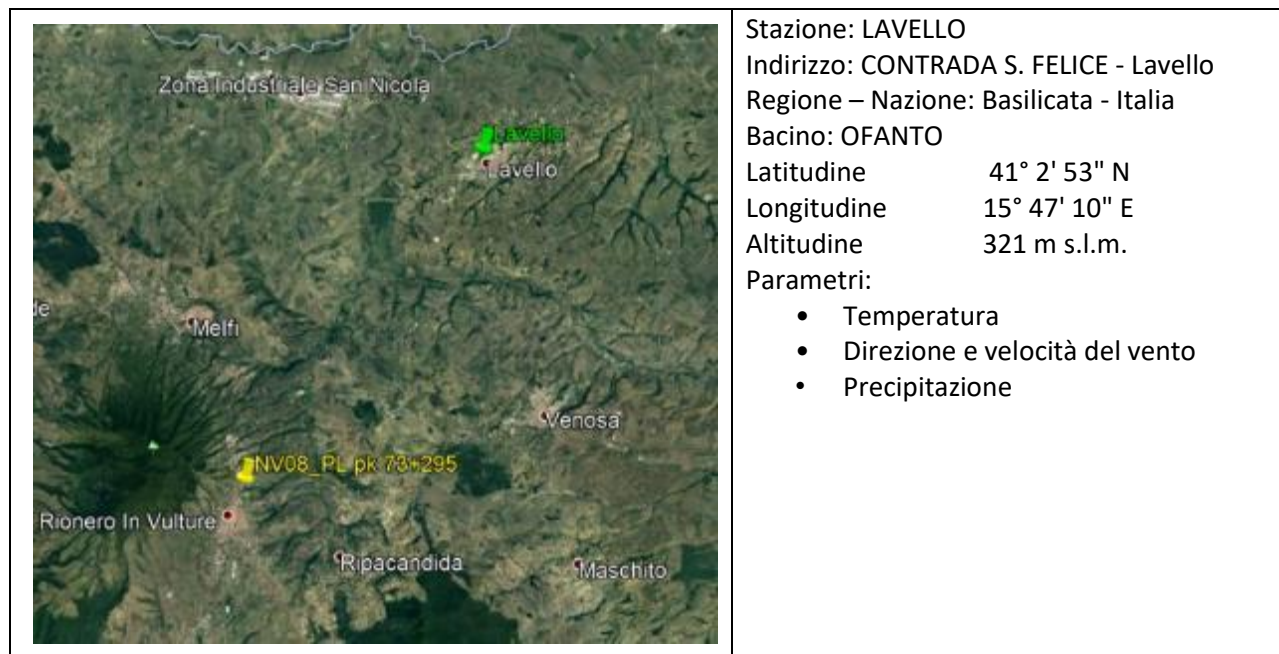 Zona Industriale San Nicola
Lavello
Lavello
de
Melfi
Venosa
NV08_PL pk 73+295
Rionero In Vulture
Ripacandida
Maschito
Stazione: LAVELLO
Indirizzo: CONTRADA S. FELICE - Lavello
Regione – Nazione: Basilicata - Italia
Bacino: OFANTO
Latitudine 41° 2' 53" N
Longitudine 15° 47' 10" E
Altitudine 321 m s.l.m.
Parametri:
• Temperatura
• Direzione e velocità del vento
• Precipitazione